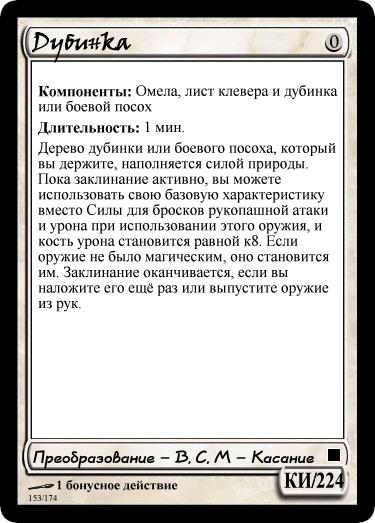 Дубинка 0
Компоненты: Омела, лист клевера и дубинка
или боевой посох
Длительность: 1 мин.
Дерево дубинки или боевого посоха, который
вы держите, наполняется силой природы.
Пока заклинание активно, вы можете
использовать свою базовую характеристику
вместо Силы для бросков рукопашной атаки
и урона при использовании этого оружия, и
кость урона становится равной к8. Если
оружие не было магическим, оно становится
им. Заклинание оканчивается, если вы
наложите его ещё раз или выпустите оружие
из рук.
Преобразование – В, С, М – Касание
КИ/224
1 бонусное действие
153/174